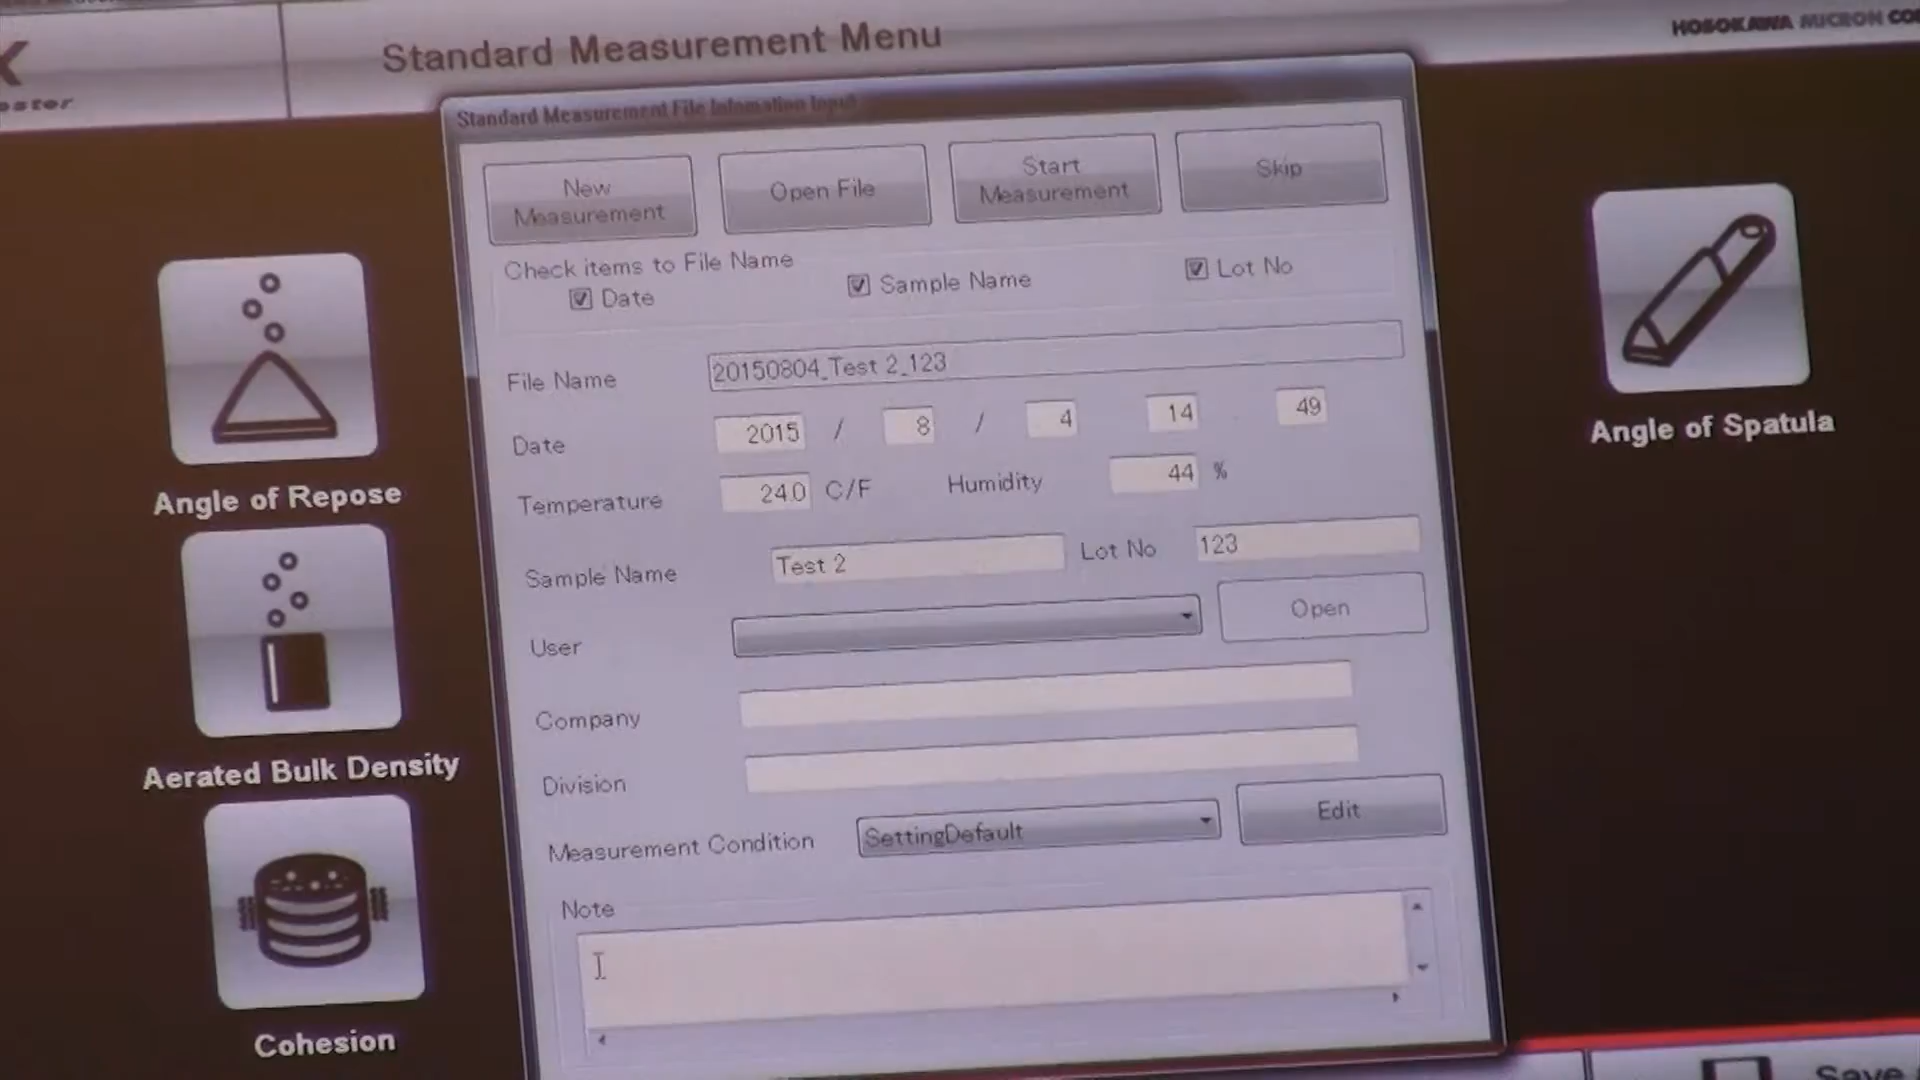 Standard Measurement Menu
HOSOKAWA MICRON
Standard Measurement File Infomation Input
New Measurement
Open File
Start Measurement
Skip
Check items to File Name
Date
Sample Name
Lot No
File Name 20150804_Test 2_123
Date 2015 / 8 / 4 14 49
Temperature 24.0 C/F Humidity 44 %
Sample Name Test 2 Lot No 123
User Open
Company
Division
Measurement Condition SettingDefault Edit
Note
Angle of Repose
Aerated Bulk Density
Cohesion
Angle of Spatula
Save